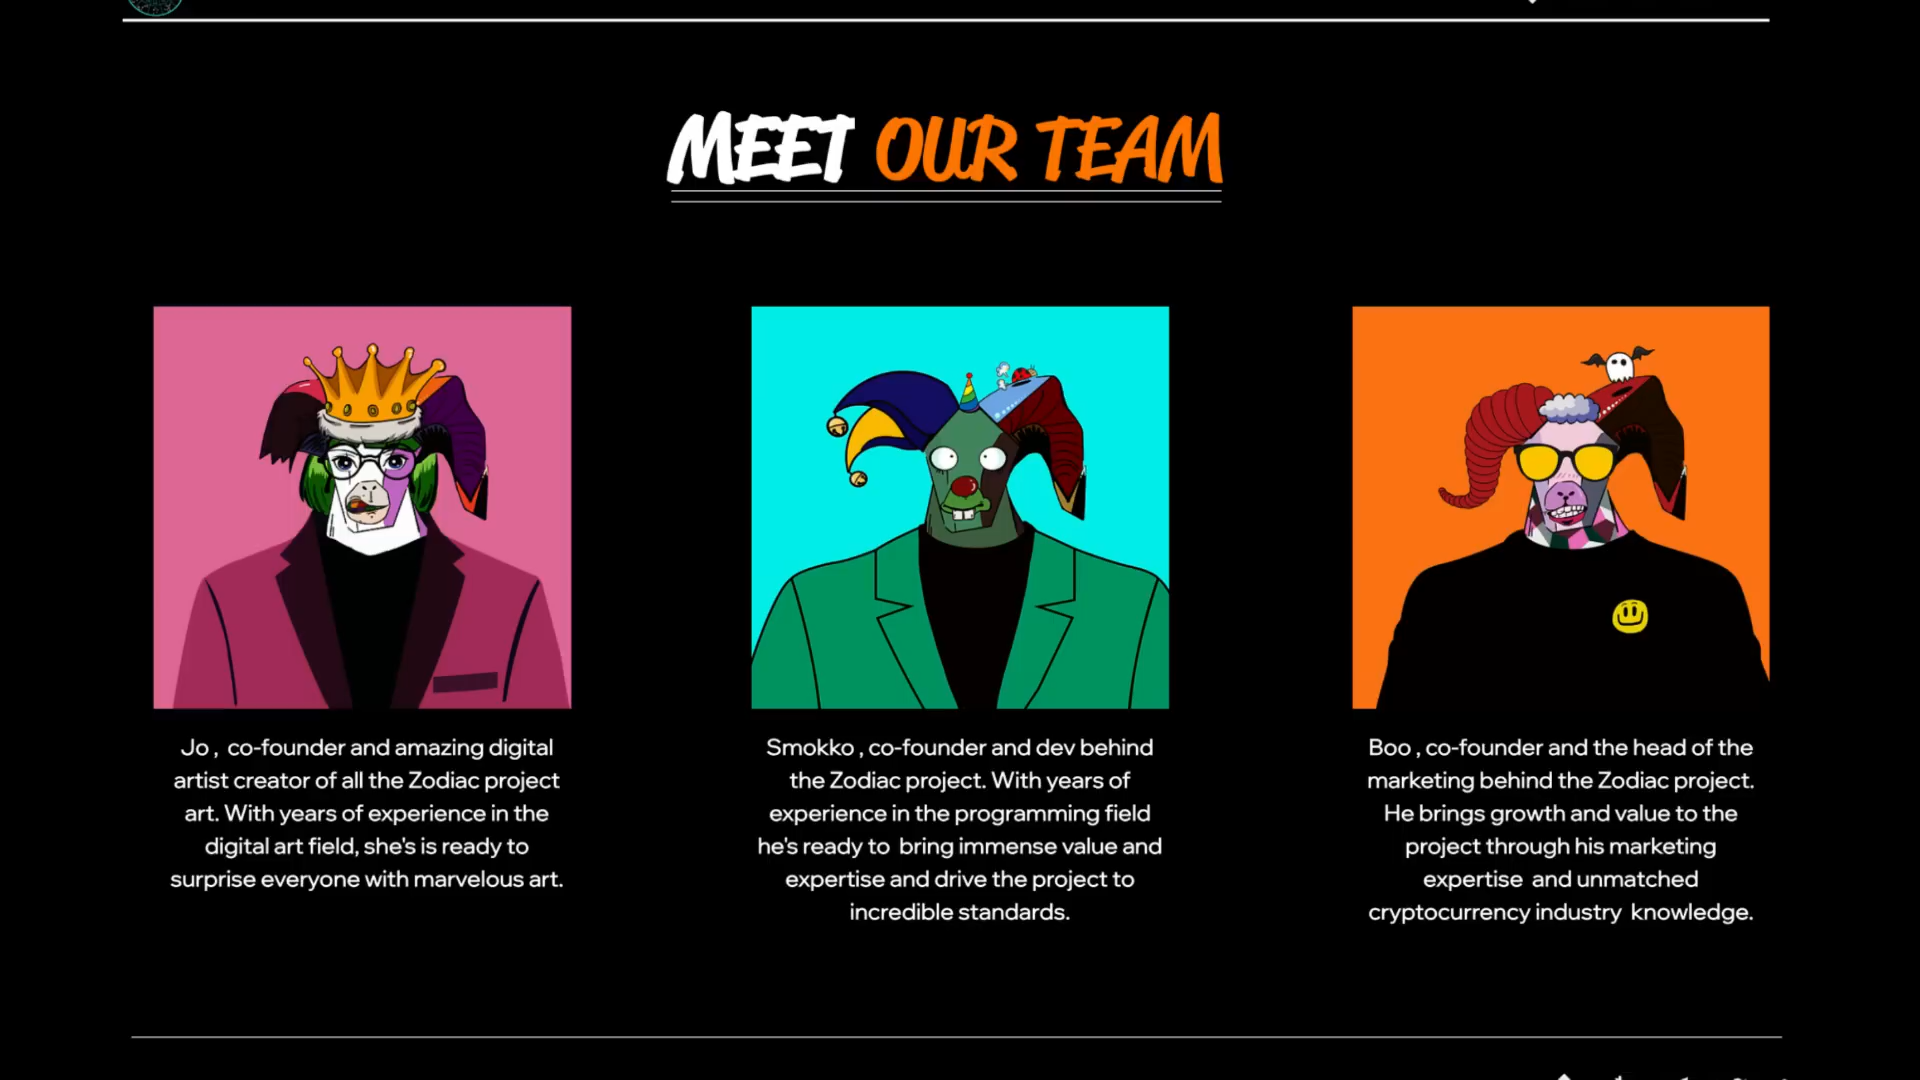 MEET OUR TEAM
Jo , co-founder and amazing digital
artist creator of all the Zodiac project
art. With years of experience in the
digital art field, she's is ready to
surprise everyone with marvelous art.
Smokko , co-founder and dev behind
the Zodiac project. With years of
experience in the programming field
he's ready to bring immense value and
expertise and drive the project to
incredible standards.
Boo , co-founder and the head of the
marketing behind the Zodiac project.
He brings growth and value to the
project through his marketing
expertise and unmatched
cryptocurrency industry knowledge.